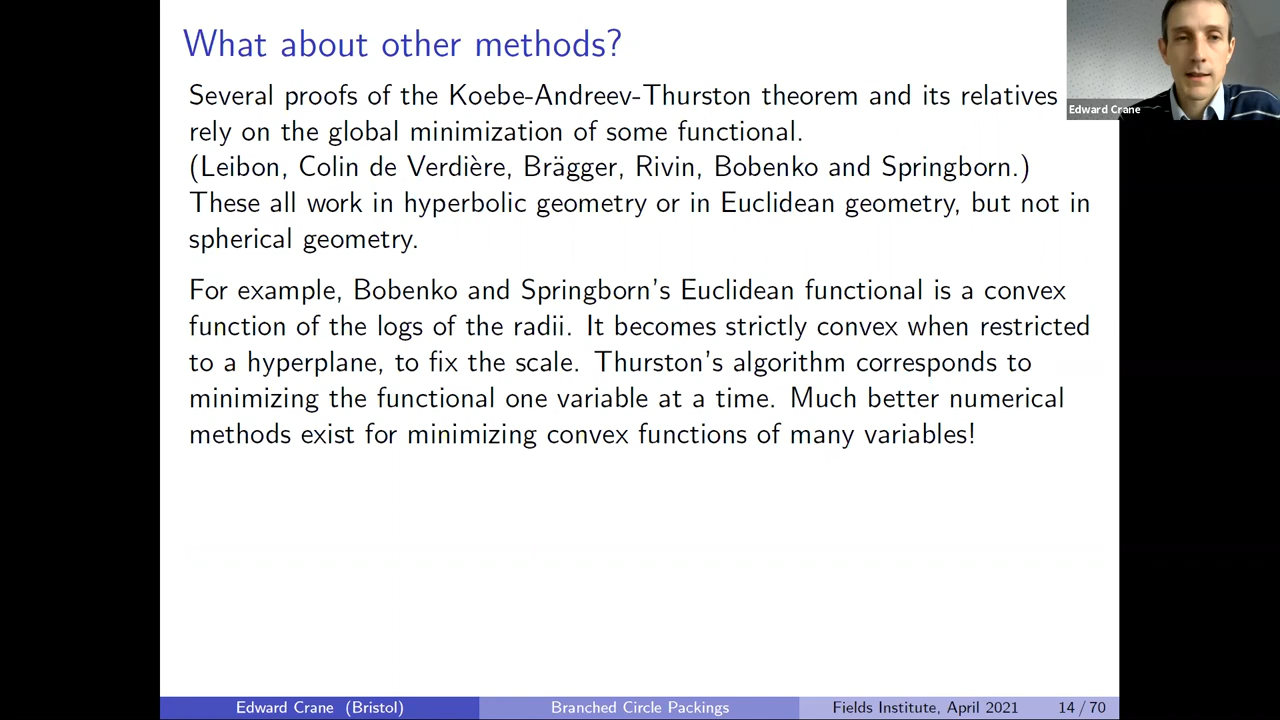 What about other methods?
Several proofs of the Koebe-Andreev-Thurston theorem and its relatives
rely on the global minimization of some functional.
(Leibon, Colin de Verdière, Brägger, Rivin, Bobenko and Springborn.)
These all work in hyperbolic geometry or in Euclidean geometry, but not in
spherical geometry.
For example, Bobenko and Springborn's Euclidean functional is a convex
function of the logs of the radii. It becomes strictly convex when restricted
to a hyperplane, to fix the scale. Thurston's algorithm corresponds to
minimizing the functional one variable at a time. Much better numerical
methods exist for minimizing convex functions of many variables!
Edward Crane
Edward Crane (Bristol)
Branched Circle Packings
Fields Institute, April 2021
14 / 70